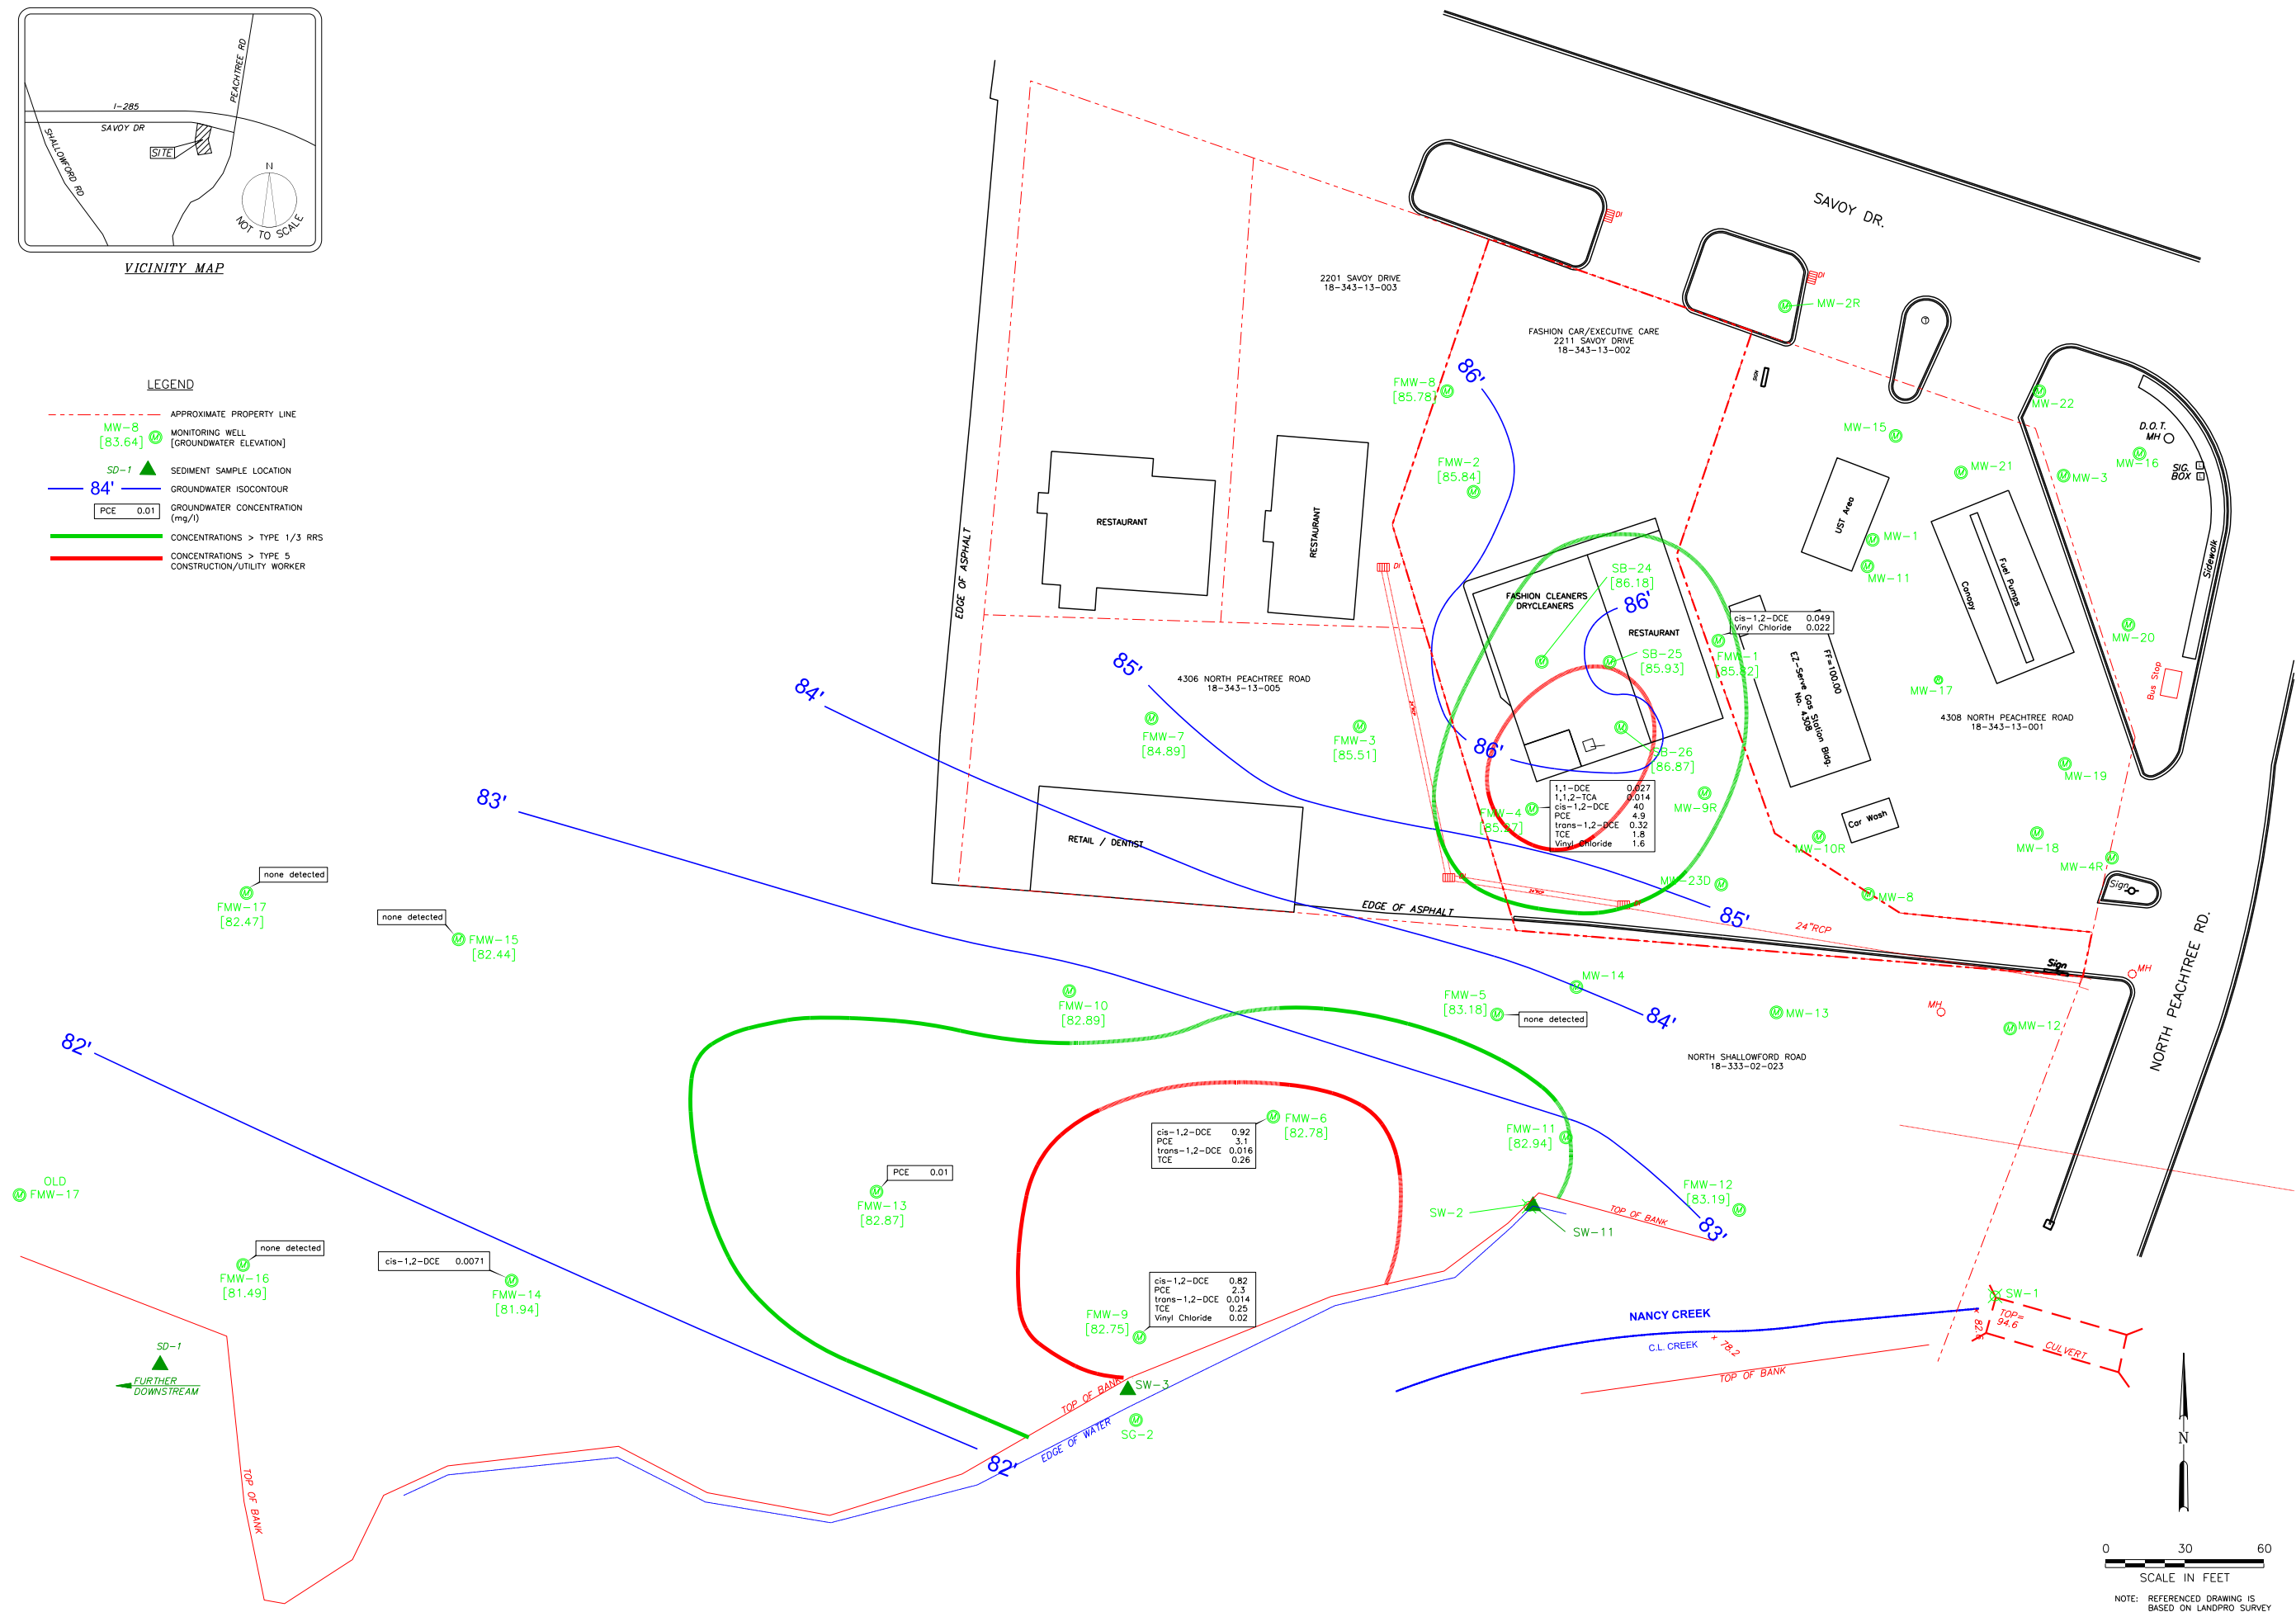 I-285
SAVOY DR
PEACHTREE RD
SHALLOWFORD RD
SITE
N
NOT TO SCALE
VICINITY MAP
LEGEND
APPROXIMATE PROPERTY LINE
MW-8
[83.64]
MONITORING WELL
[GROUNDWATER ELEVATION]
SD-1
SEDIMENT SAMPLE LOCATION
84'
GROUNDWATER ISOCONTOUR
PCE 0.01
GROUNDWATER CONCENTRATION
(mg/l)
CONCENTRATIONS > TYPE 1/3 RRS
CONCENTRATIONS > TYPE 5
CONSTRUCTION/UTILITY WORKER
SAVOY DR.
DI
DI
2201 SAVOY DRIVE
18-343-13-003
FASHION CAR/EXECUTIVE CARE
2211 SAVOY DRIVE
18-343-13-002
MW-2R
SIGN
T
FMW-8
[85.78]
86'
FMW-2
[85.84]
MW-15
MW-21
MW-22
D.O.T.
MH
MW-16
MW-3
SIG.
BOX
Sidewalk
UST Area
MW-1
MW-11
Canopy
Fuel Pumps
MW-20
Bus Stop
MW-17
4308 NORTH PEACHTREE ROAD
18-343-13-001
MW-19
MW-18
MW-4R
Sign
RESTAURANT
RESTAURANT
EDGE OF ASPHALT
DI
SB-24
[86.18]
FASHION CLEANERS
DRYCLEANERS
86'
RESTAURANT
SB-25
[85.93]
cis-1,2-DCE 0.049
Vinyl Chloride 0.022
FMW-1
[85.82]
FF=100.00
EZ-Serve Gas Station Bldg.
No. 4308
85'
84'
83'
4306 NORTH PEACHTREE ROAD
18-343-13-005
FMW-7
[84.89]
FMW-3
[85.51]
86'
SB-26
[86.87]
FMW-4
[85.27]
1,1-DCE 0.027
1,1,2-TCA 0.014
cis-1,2-DCE 40
PCE 4.9
trans-1,2-DCE 0.32
TCE 1.8
Vinyl Chloride 1.6
MW-9R
MW-10R
Car Wash
MW-23D
MW-8
RETAIL / DENTIST
DI
DI
EDGE OF ASPHALT
85'
24"RCP
Sign
MH
MH
NORTH PEACHTREE RD.
none detected
FMW-17
[82.47]
none detected
FMW-15
[82.44]
FMW-10
[82.89]
FMW-5
[83.18]
none detected
MW-14
84'
MW-13
MW-12
NORTH SHALLOWFORD ROAD
18-333-02-023
82'
cis-1,2-DCE 0.92
PCE 3.1
trans-1,2-DCE 0.016
TCE 0.26
FMW-6
[82.78]
FMW-11
[82.94]
PCE 0.01
FMW-13
[82.87]
OLD
FMW-17
FMW-12
[83.19]
83'
SW-2
SW-11
TOP OF BANK
none detected
FMW-16
[81.49]
cis-1,2-DCE 0.0071
FMW-14
[81.94]
cis-1,2-DCE 0.82
PCE 2.3
trans-1,2-DCE 0.014
TCE 0.25
Vinyl Chloride 0.02
FMW-9
[82.75]
SW-1
TOP=
94.6
CULVERT
NANCY CREEK
C.L. CREEK
78.2
TOP OF BANK
SD-1
FURTHER
DOWNSTREAM
TOP OF BANK
SW-3
SG-2
EDGE OF WATER
82'
TOP OF BANK
N
0 30 60
SCALE IN FEET
NOTE: REFERENCED DRAWING IS
BASED ON LANDPRO SURVEY